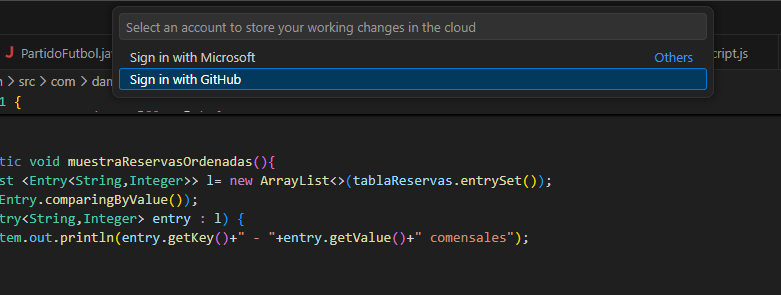 Select an account to store your working changes in the cloud
Sign in with Microsoft Others
Sign in with GitHub
PartidoFutbol.jav cript.js
> src > com > dan
1 {
tic void muestraReservasOrdenadas(){
st <Entry<String,Integer>> l= new ArrayList<>(tablaReservas.entrySet());
Entry.comparingByValue());
try<String,Integer> entry : l) {
tem.out.println(entry.getKey()+" - "+entry.getValue()+" comensales");